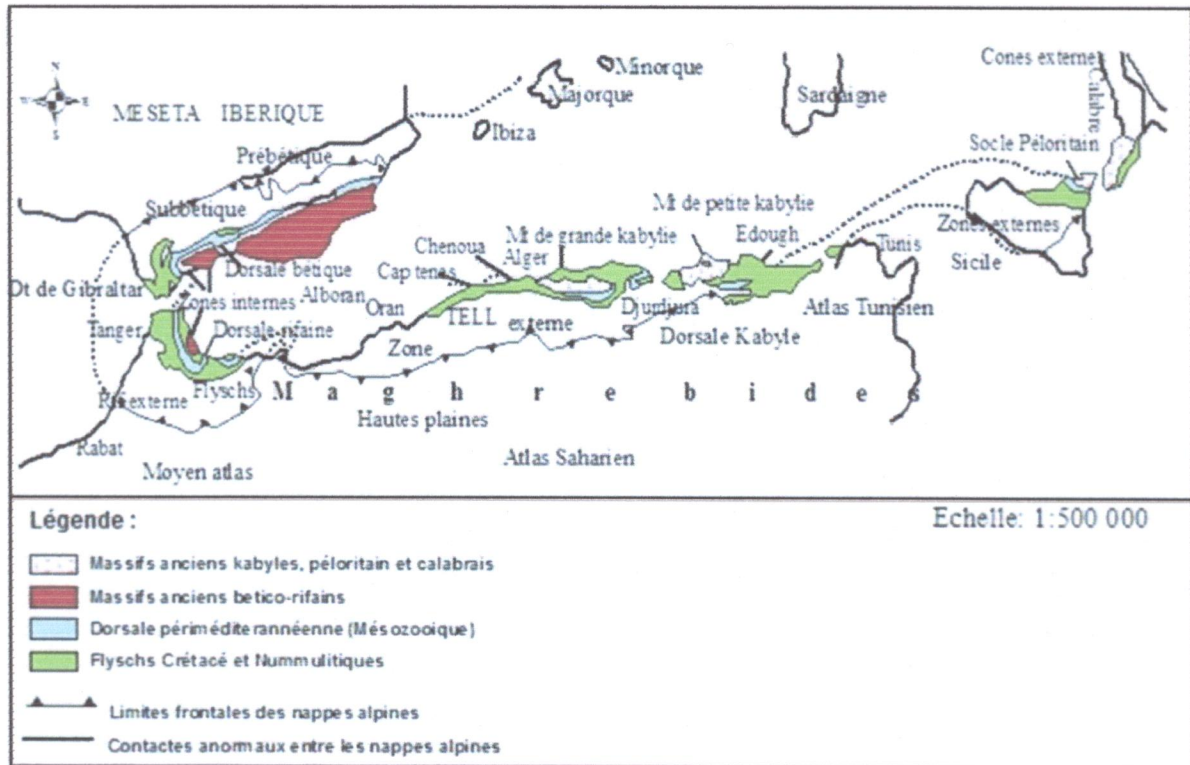 N
W E
S
MESETA IBERIQUE
Minorque
Majorque
Ibiza
Sardaigne
Cones externe
Calabre
Socle Péloritain
Prébétique
Subbétique
Zones externes
Sicile
Mt de petite kabylie
Mt de grande kabylie
Edough
Tunis
Chenoua
Alger
Cap tenes
Dorsale bétique
Dt de Gibraltar
Zones internes
Alboran
Oran
Djurdjura
Atlas Tunisien
TELL externe
Tanger
Dorsale rifaine
Zone
Dorsale Kabyle
Flyschs
M a g h r e b i d e s
Rif externe
Hautes plaines
Rabat
Moyen atlas
Atlas Saharien
Légende :
Echelle: 1:500 000
Massifs anciens kabyles, péloritain et calabrais
Massifs anciens betico-rifains
Dorsale périméditerannéenne (Mésozooique)
Flyschs Crétacé et Nummulitiques
Limites frontales des nappes alpines
Contactes anormaux entre les nappes alpines